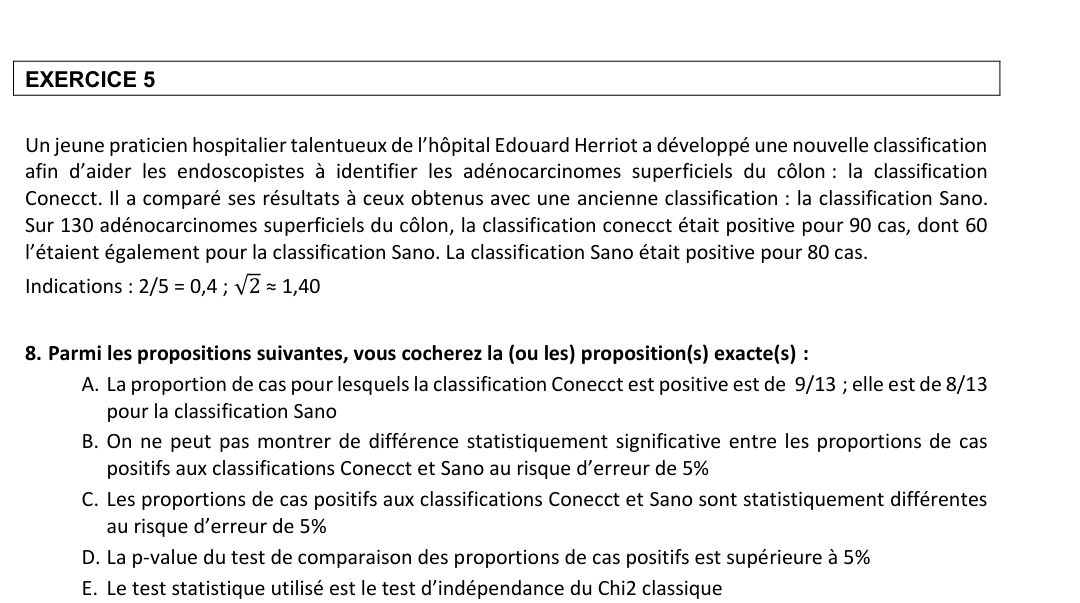 EXERCICE 5
Un jeune praticien hospitalier talentueux de l’hôpital Edouard Herriot a développé une nouvelle classification
afin d’aider les endoscopistes à identifier les adénocarcinomes superficiels du côlon : la classification
Conecct. Il a comparé ses résultats à ceux obtenus avec une ancienne classification : la classification Sano.
Sur 130 adénocarcinomes superficiels du côlon, la classification conecct était positive pour 90 cas, dont 60
l’étaient également pour la classification Sano. La classification Sano était positive pour 80 cas.
Indications : 2/5 = 0,4 ; √2 ≈ 1,40
8. Parmi les propositions suivantes, vous cocherez la (ou les) proposition(s) exacte(s) :
A. La proportion de cas pour lesquels la classification Conecct est positive est de 9/13 ; elle est de 8/13
pour la classification Sano
B. On ne peut pas montrer de différence statistiquement significative entre les proportions de cas
positifs aux classifications Conecct et Sano au risque d’erreur de 5%
C. Les proportions de cas positifs aux classifications Conecct et Sano sont statistiquement différentes
au risque d’erreur de 5%
D. La p-value du test de comparaison des proportions de cas positifs est supérieure à 5%
E. Le test statistique utilisé est le test d’indépendance du Chi2 classique